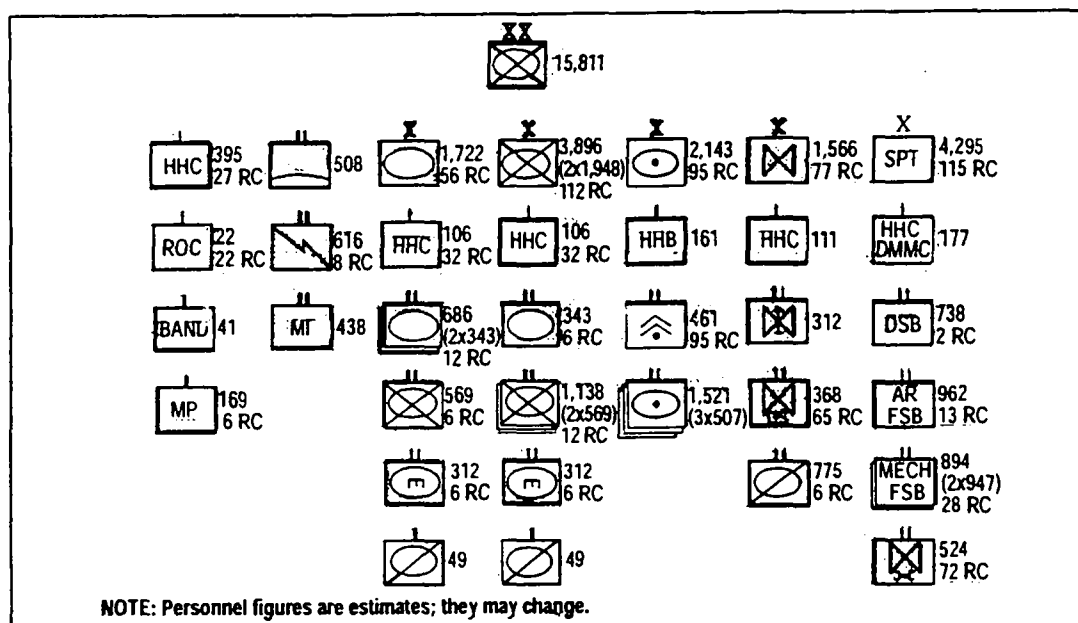 XX
15,811
X X X X X
HHC
395
27 RC
508
1,722
56 RC
3,896
(2x1,948)
112 RC
2,143
95 RC
1,566
77 RC
SPT
4,295
115 RC
ROC
22
22 RC
616
8 RC
HHC
106
32 RC
HHC
106
32 RC
HHB
161
HHC
111
HHC
DMMC
177
BAND
41
MI
438
686
(2x343)
12 RC
343
6 RC
461
95 RC
312
DSB
738
2 RC
MP
169
6 RC
569
6 RC
1,138
(2x569)
12 RC
1,521
(3x507)
368
65 RC
AR
FSB
962
13 RC
E
312
6 RC
E
312
6 RC
775
6 RC
MECH
FSB
894
(2x947)
28 RC
49
49
524
72 RC
NOTE: Personnel figures are estimates; they may change.